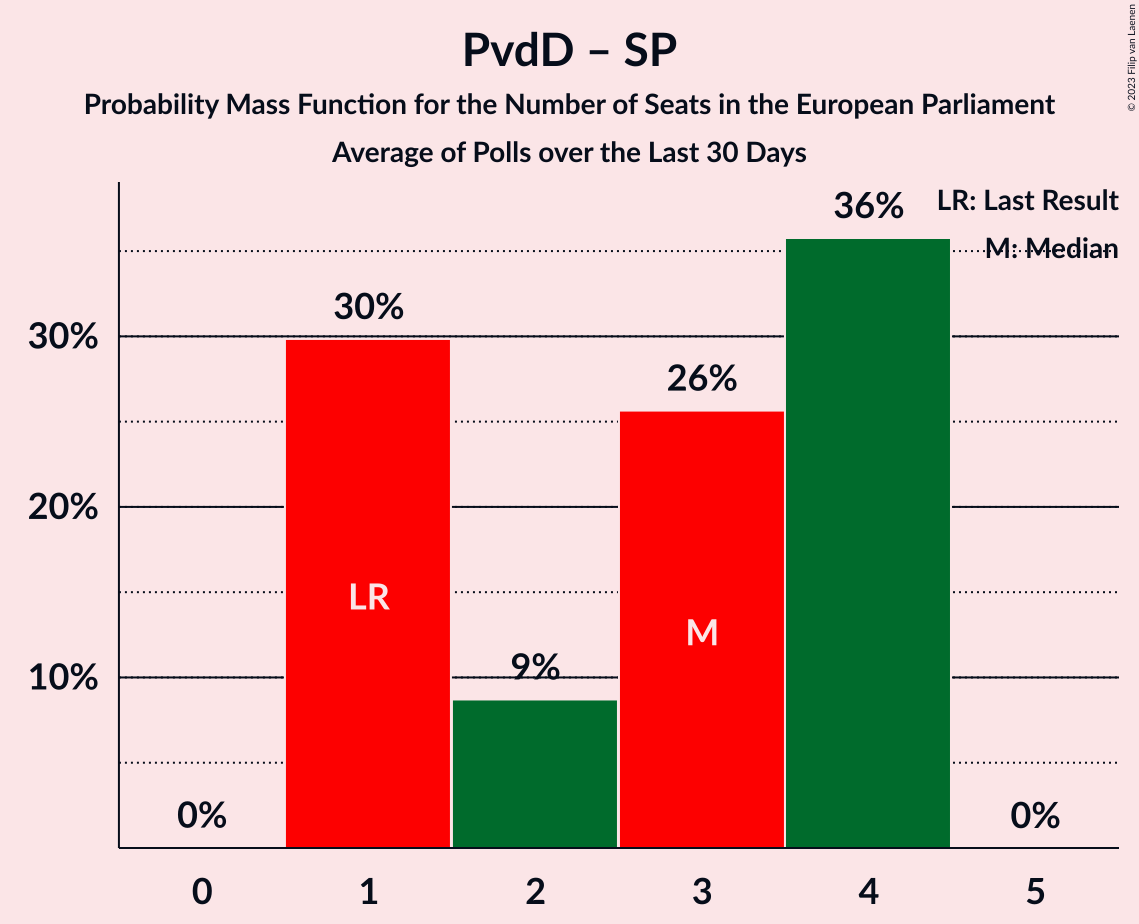 PvdD – SP
Probability Mass Function for the Number of Seats in the European Parliament
Average of Polls over the Last 30 Days
© 2023 Filip van Laenen
LR: Last Result
M: Median
36%
30%
26%
9%
0%
0%
30%
20%
10%
LR
M
0 1 2 3 4 5